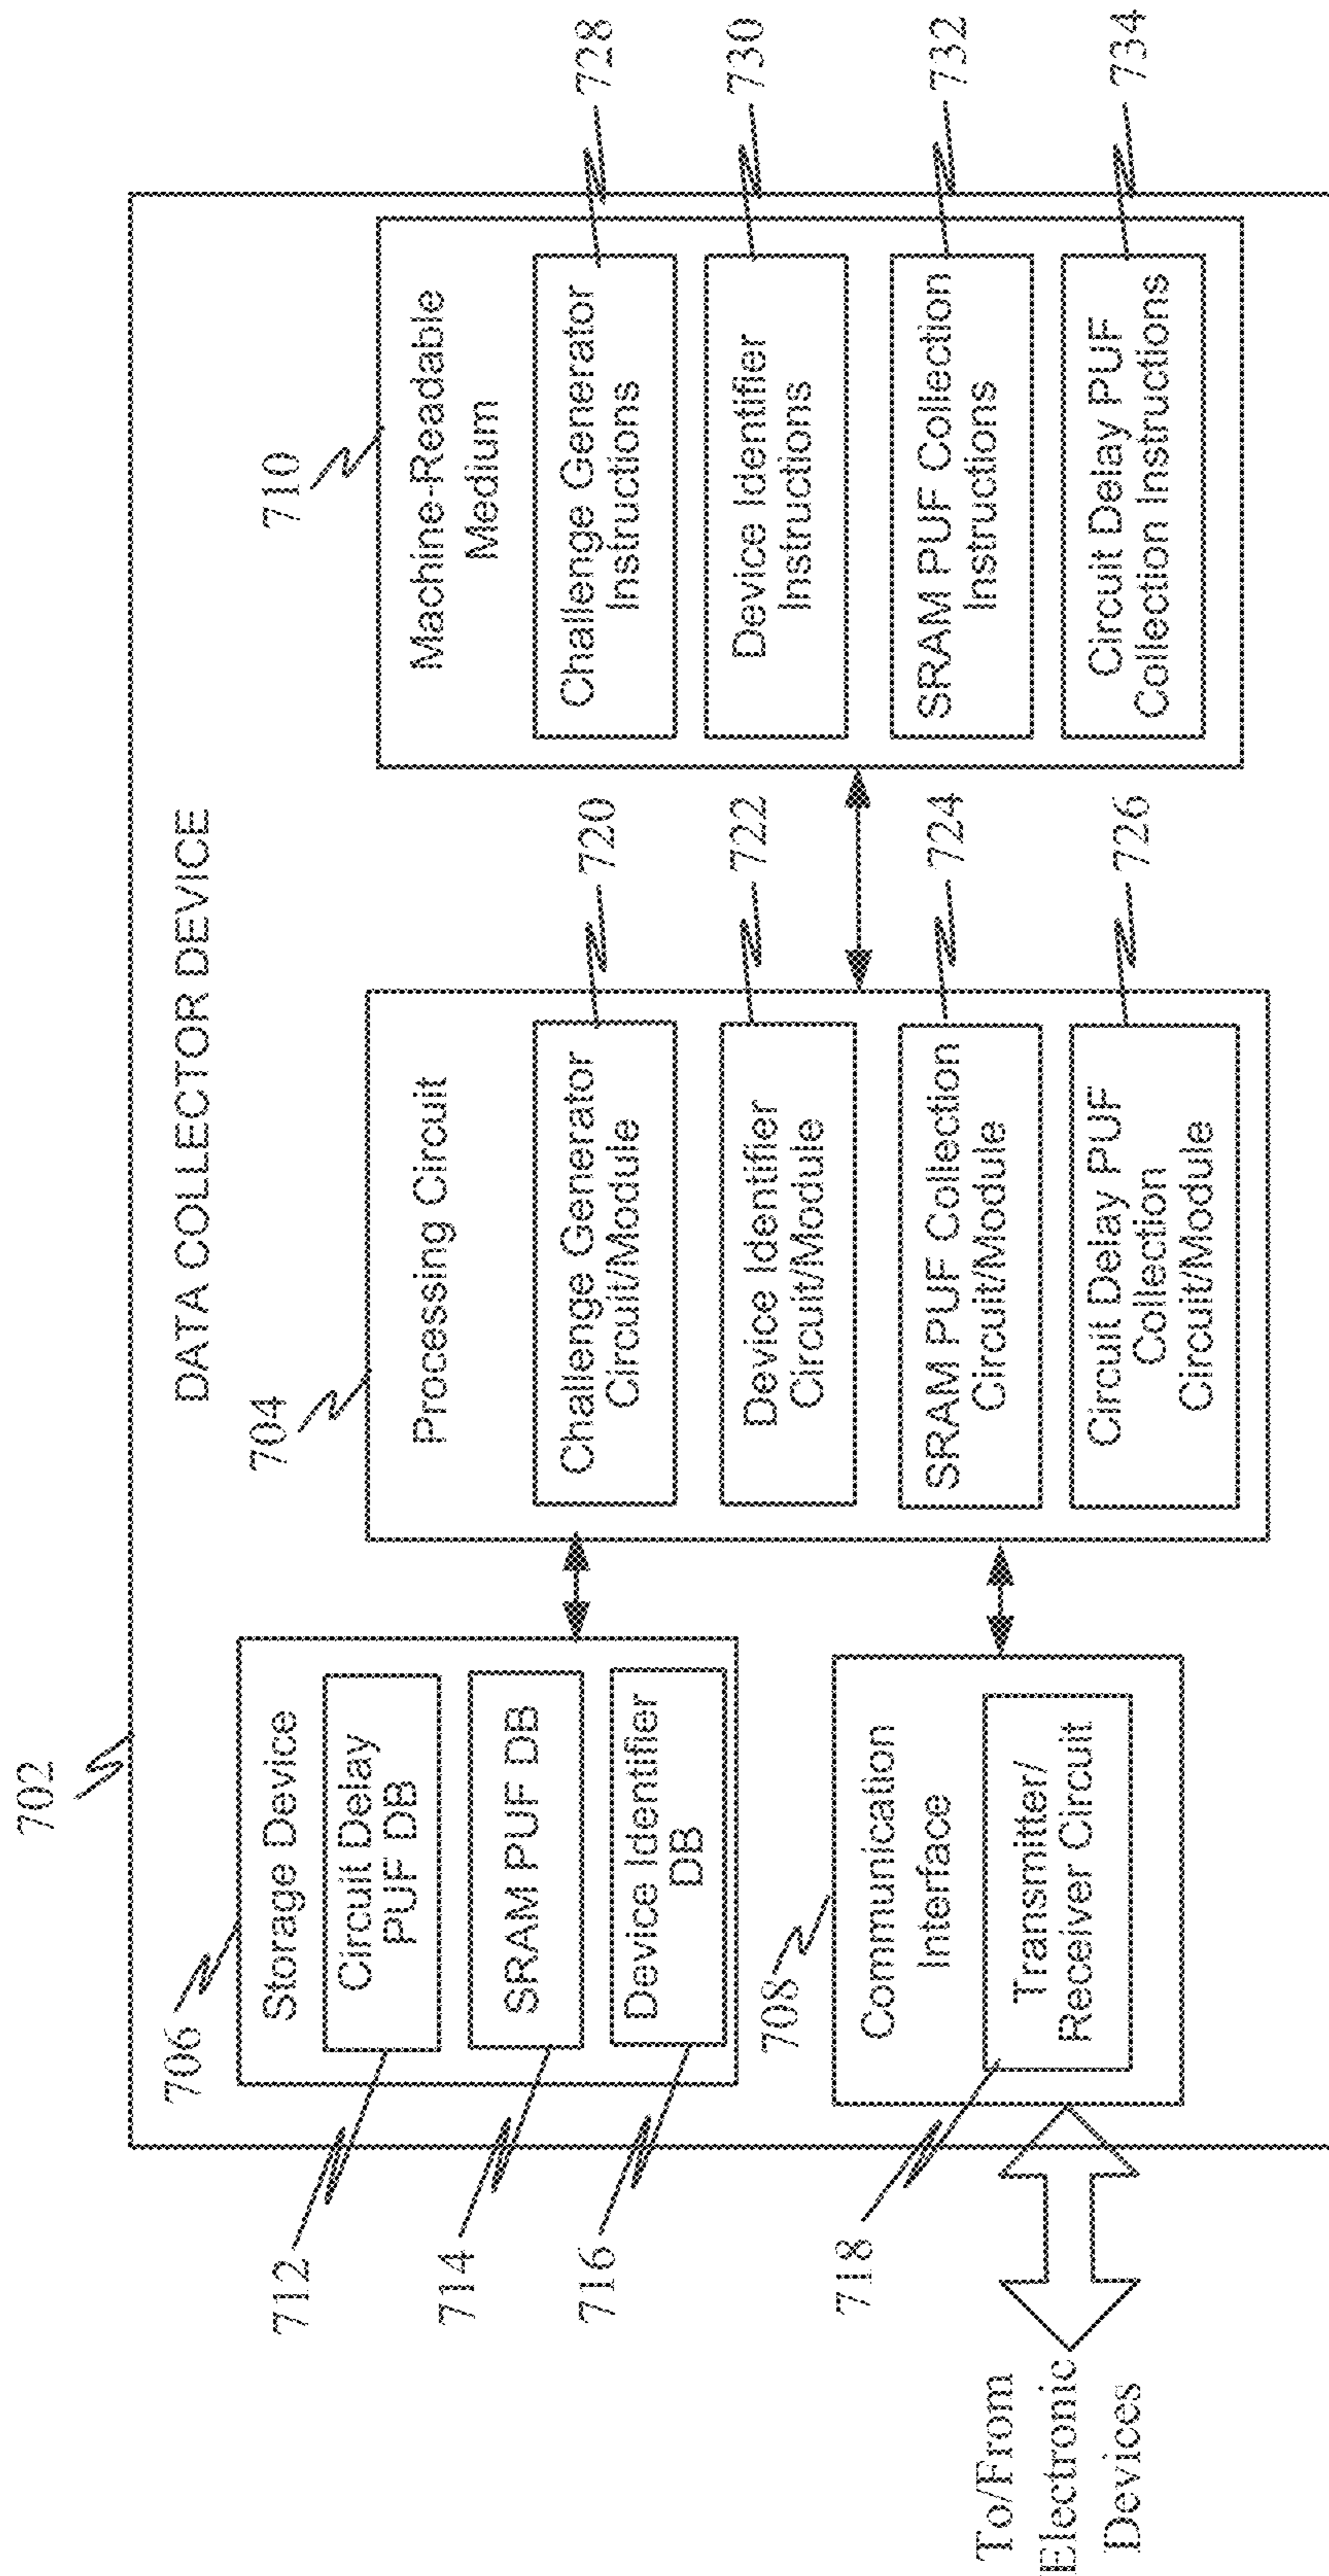 702
DATA COLLECTOR DEVICE
706
Storage Device
Circuit Delay
PUF DB
712
SRAM PUF DB
714
Device Identifier
DB
716
708
Communication
Interface
Transmitter/
Receiver Circuit
718
To/From
Electronic
Devices
704
Processing Circuit
Challenge Generator
Circuit/Module
720
Device Identifier
Circuit/Module
722
SRAM PUF Collection
Circuit/Module
724
Circuit Delay PUF
Collection
Circuit/Module
726
710
Machine-Readable
Medium
Challenge Generator
Instructions
728
Device Identifier
Instructions
730
SRAM PUF Collection
Instructions
732
Circuit Delay PUF
Collection Instructions
734